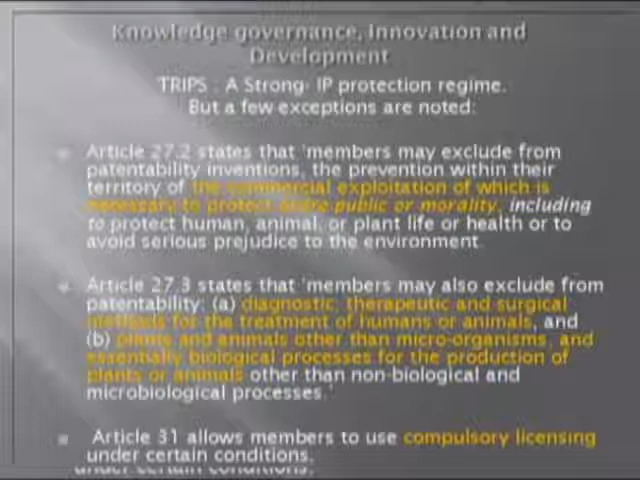 Knowledge governance, Innovation and
Development
TRIPS : A Strong- IP protection regime.
But a few exceptions are noted:
Article 27.2 states that 'members may exclude from
patentability inventions, the prevention within their
territory of the commercial exploitation of which is
necessary to protect ordre public or morality, including
to protect human, animal, or plant life or health or to
avoid serious prejudice to the environment.
Article 27.3 states that 'members may also exclude from
patentability: (a) diagnostic, therapeutic and surgical
methods for the treatment of humans or animals, and
(b) plants and animals other than micro-organisms, and
essentially biological processes for the production of
plants or animals other than non-biological and
microbiological processes.'
Article 31 allows members to use compulsory licensing
under certain conditions.
under certain conditions.